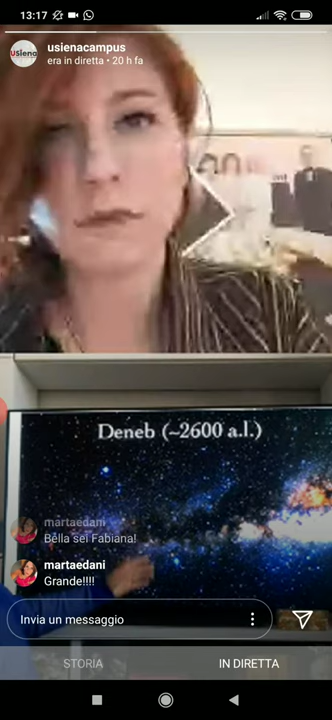 13:17
USiena
usienacampus
era in diretta • 20 h fa
Deneb (~2600 a.l.)
martaedani
Bella sei Fabiana!
martaedani
Grande!!!!
Invia un messaggio
STORIA
IN DIRETTA